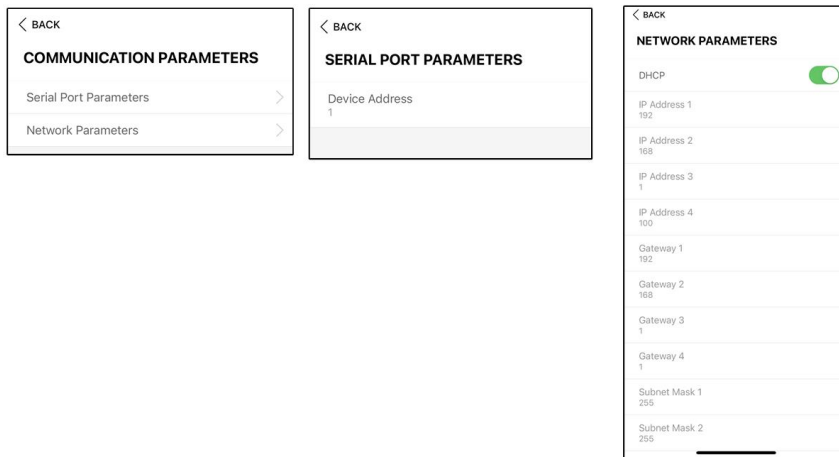 BACK
COMMUNICATION PARAMETERS
Serial Port Parameters
Network Parameters
BACK
SERIAL PORT PARAMETERS
Device Address
1
BACK
NETWORK PARAMETERS
DHCP
IP Address 1
192
IP Address 2
168
IP Address 3
1
IP Address 4
100
Gateway 1
192
Gateway 2
168
Gateway 3
1
Gateway 4
1
Subnet Mask 1
255
Subnet Mask 2
255